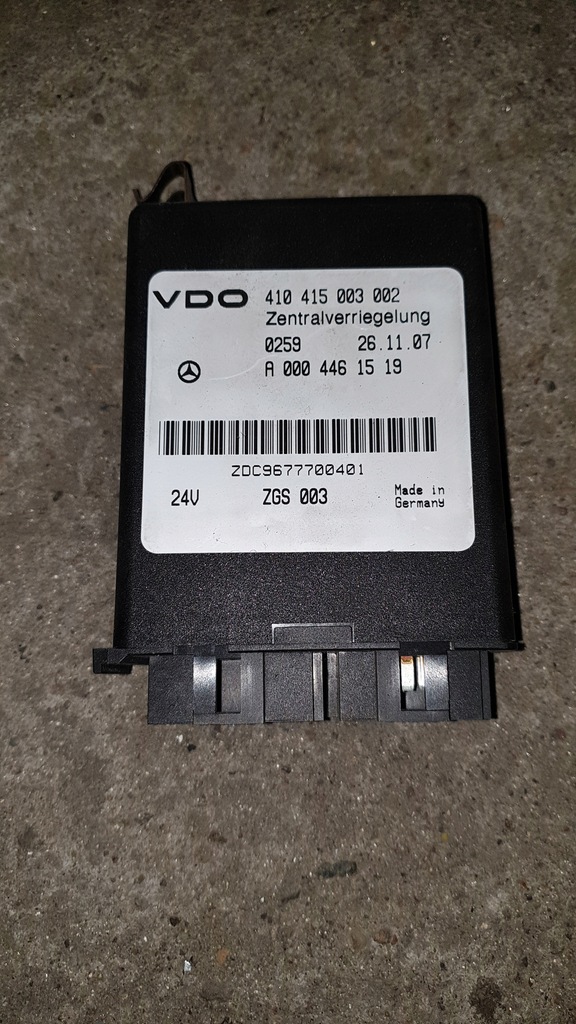 VDO 410 415 003 002
Zentralverriegelung
0259 26.11.07
A 000 446 15 19
ZDC9677700401
24V ZGS 003 Made in
Germany